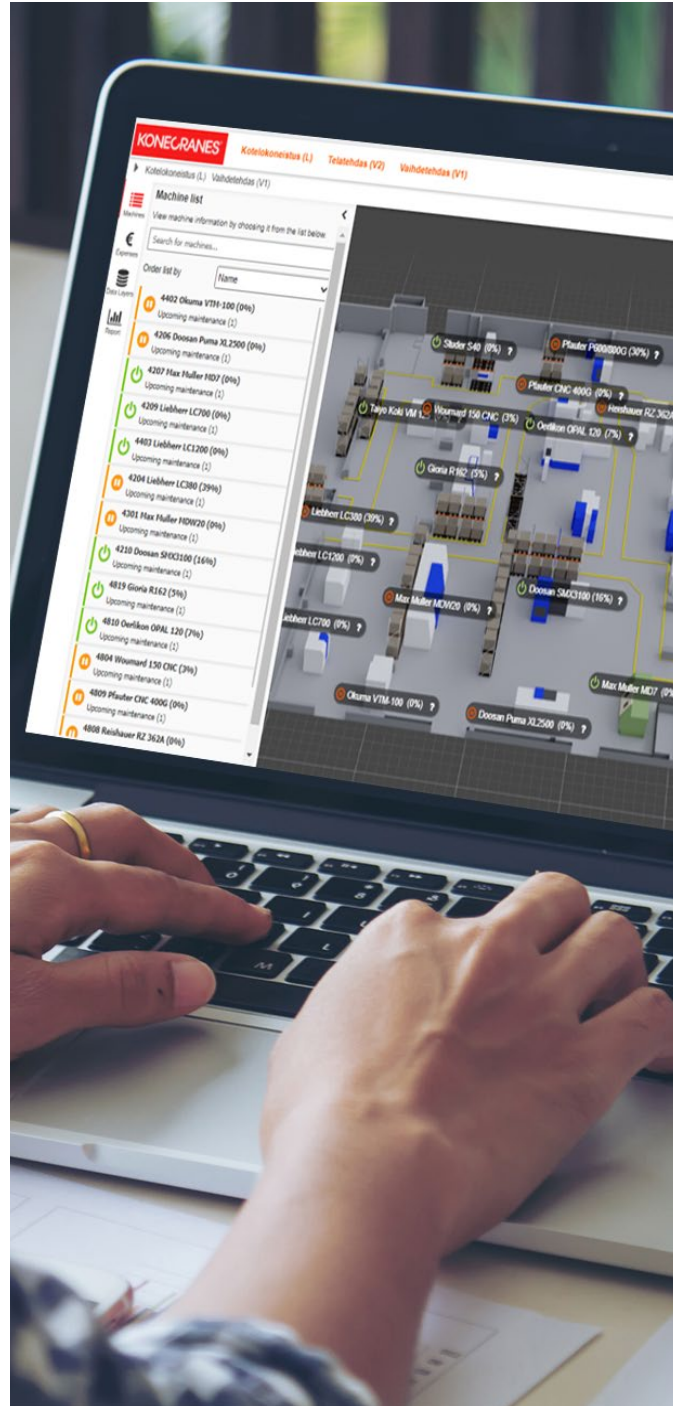 KONECRANES
Kotelokoneistus (L) Telatehdas (V2) Vaihdetehdas (V1)
Kotelokoneistus (L) Vaihdetehdas (V1)
Machines
Expenses
Data Layers
Report
Machine list
View machine information by choosing it from the list below.
Search for machines...
Order list by Name
4402 Okuma VTM-100 (0%)
Upcoming maintenance (1)
4206 Doosan Puma XL2500 (0%)
Upcoming maintenance (1)
4207 Max Muller MD7 (0%)
Upcoming maintenance (1)
4209 Liebherr LC700 (0%)
Upcoming maintenance (1)
4403 Liebherr LC1200 (0%)
Upcoming maintenance (1)
4204 Liebherr LC380 (39%)
Upcoming maintenance (1)
4301 Max Muller MDW20 (0%)
Upcoming maintenance (1)
4210 Doosan SMX3100 (16%)
Upcoming maintenance (1)
4819 Gioria R162 (5%)
Upcoming maintenance (1)
4810 Oerlikon OPAL 120 (7%)
Upcoming maintenance (1)
4804 Woumard 150 CNC (3%)
Upcoming maintenance (1)
4809 Pfauter CNC 400G (0%)
Upcoming maintenance (1)
4808 Reishauer RZ 362A (0%)
Studer S40 (0%) ?
Pfauter P600/800G (30%) ?
Pfauter CNC 400G (0%) ?
Reishauer RZ 362A
Taiyo Koki VM
Woumard 150 CNC (3%) ?
Oerlikon OPAL 120 (7%) ?
Gioria R162 (5%) ?
Liebherr LC380 (39%) ?
iebherr LC1200 (0%) ?
Doosan SMX3100 (16%) ?
Max Muller MDW20 (0%) ?
iebherr LC700 (0%) ?
Max Muller MD7 (0%
Okuma VTM-100 (0%) ?
Doosan Puma XL2500 (0%) ?